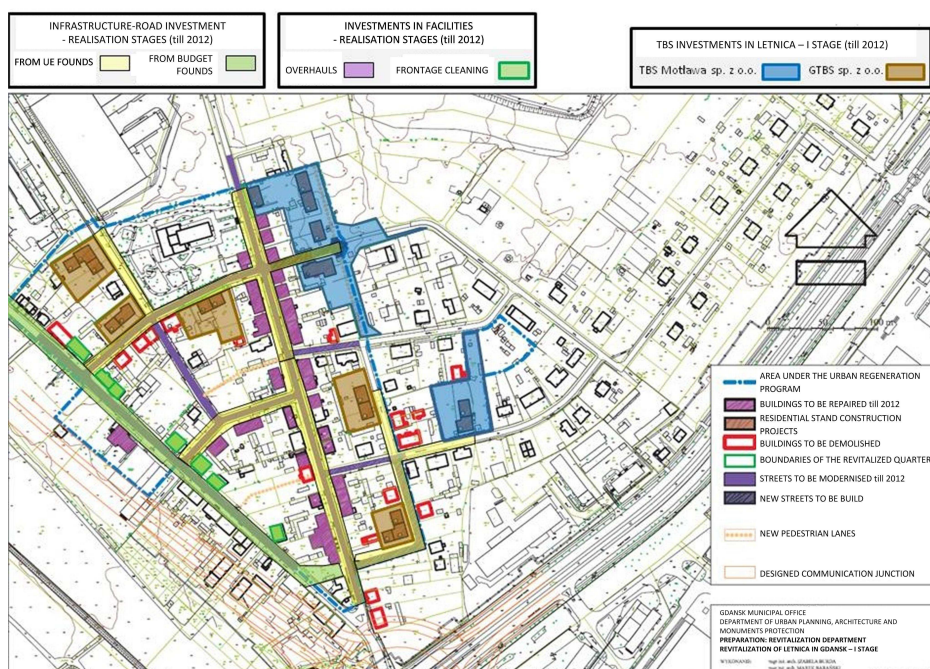 INFRASTRUCTURE-ROAD INVESTMENT
- REALISATION STAGES (till 2012)
FROM UE FOUNDS
FROM BUDGET
FOUNDS
INVESTMENTS IN FACILITIES
- REALISATION STAGES (till 2012)
OVERHAULS
FRONTAGE CLEANING
TBS INVESTMENTS IN LETNICA – I STAGE (till 2012)
TBS Motława sp. z o.o.
GTBS sp. z o.o.
50
100 m
AREA UNDER THE URBAN REGENERATION
PROGRAM
BUILDINGS TO BE REPAIRED till 2012
RESIDENTIAL STAND CONSTRUCTION
PROJECTS
BUILDINGS TO BE DEMOLISHED
BOUNDARIES OF THE REVITALIZED QUARTER
STREETS TO BE MODERNISED till 2012
NEW STREETS TO BE BUILD
NEW PEDESTRIAN LANES
DESIGNED COMMUNICATION JUNCTION
GDANSK MUNICIPAL OFFICE
DEPARTMENT OF URBAN PLANNING, ARCHITECTURE AND
MONUMENTS PROTECTION
PREPARATION: REVITALIZATION DEPARTMENT
REVITALIZATION OF LETNICA IN GDANSK – I STAGE